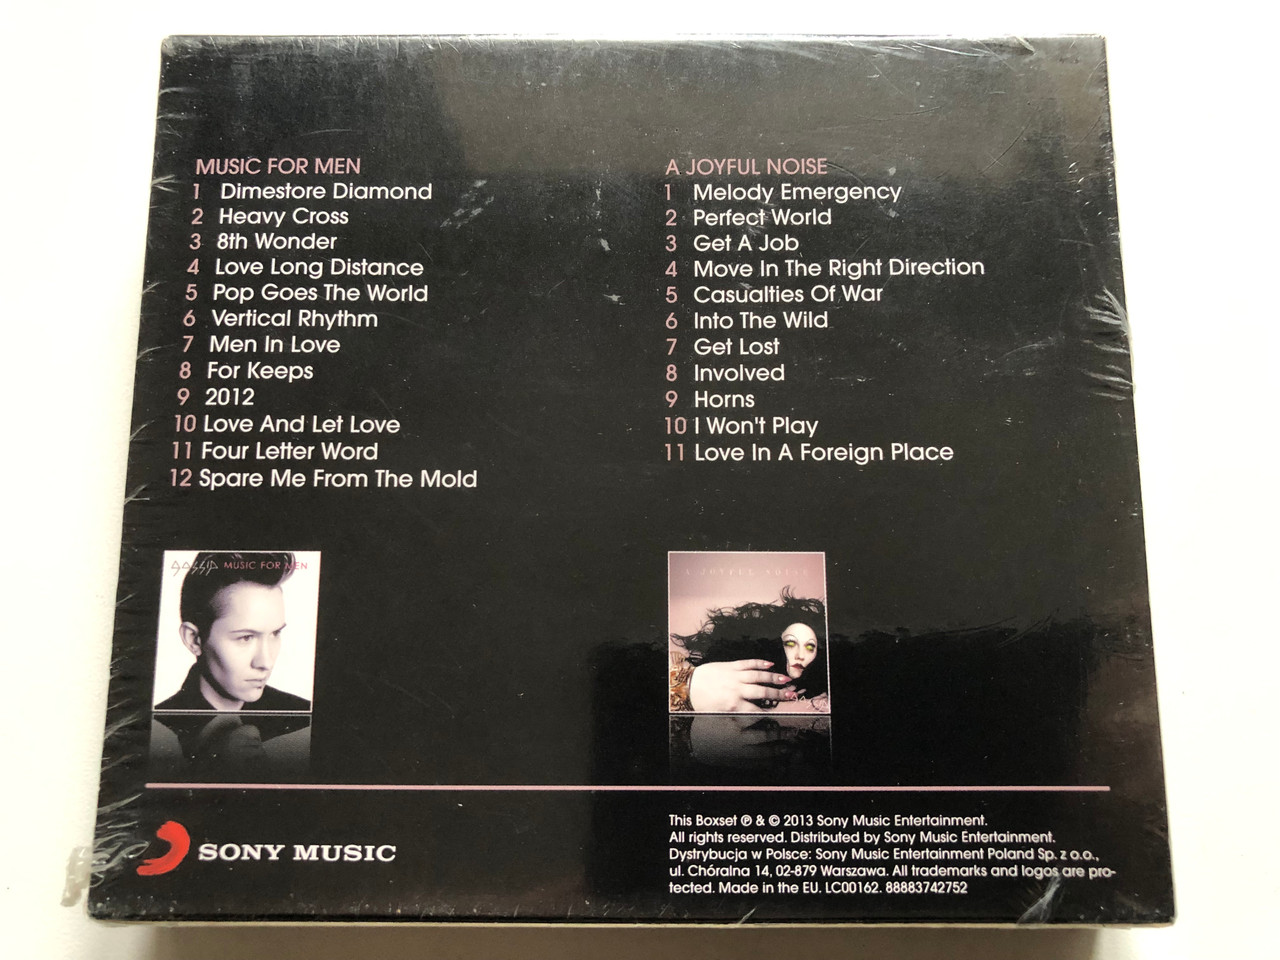 MUSIC FOR MEN
1 Dimestore Diamond
2 Heavy Cross
3 8th Wonder
4 Love Long Distance
5 Pop Goes The World
6 Vertical Rhythm
7 Men In Love
8 For Keeps
9 2012
10 Love And Let Love
11 Four Letter Word
12 Spare Me From The Mold
A JOYFUL NOISE
1 Melody Emergency
2 Perfect World
3 Get A Job
4 Move In The Right Direction
5 Casualties Of War
6 Into The Wild
7 Get Lost
8 Involved
9 Horns
10 I Won't Play
11 Love In A Foreign Place
GOSSIP MUSIC FOR MEN
A JOYFUL NOISE
SONY MUSIC
This Boxset ℗ & © 2013 Sony Music Entertainment.
All rights reserved. Distributed by Sony Music Entertainment.
Dystrybucja w Polsce: Sony Music Entertainment Poland Sp. z o.o.,
ul. Chóralna 14, 02-879 Warszawa. All trademarks and logos are pro-
tected. Made in the EU. LC00162. 88883742752